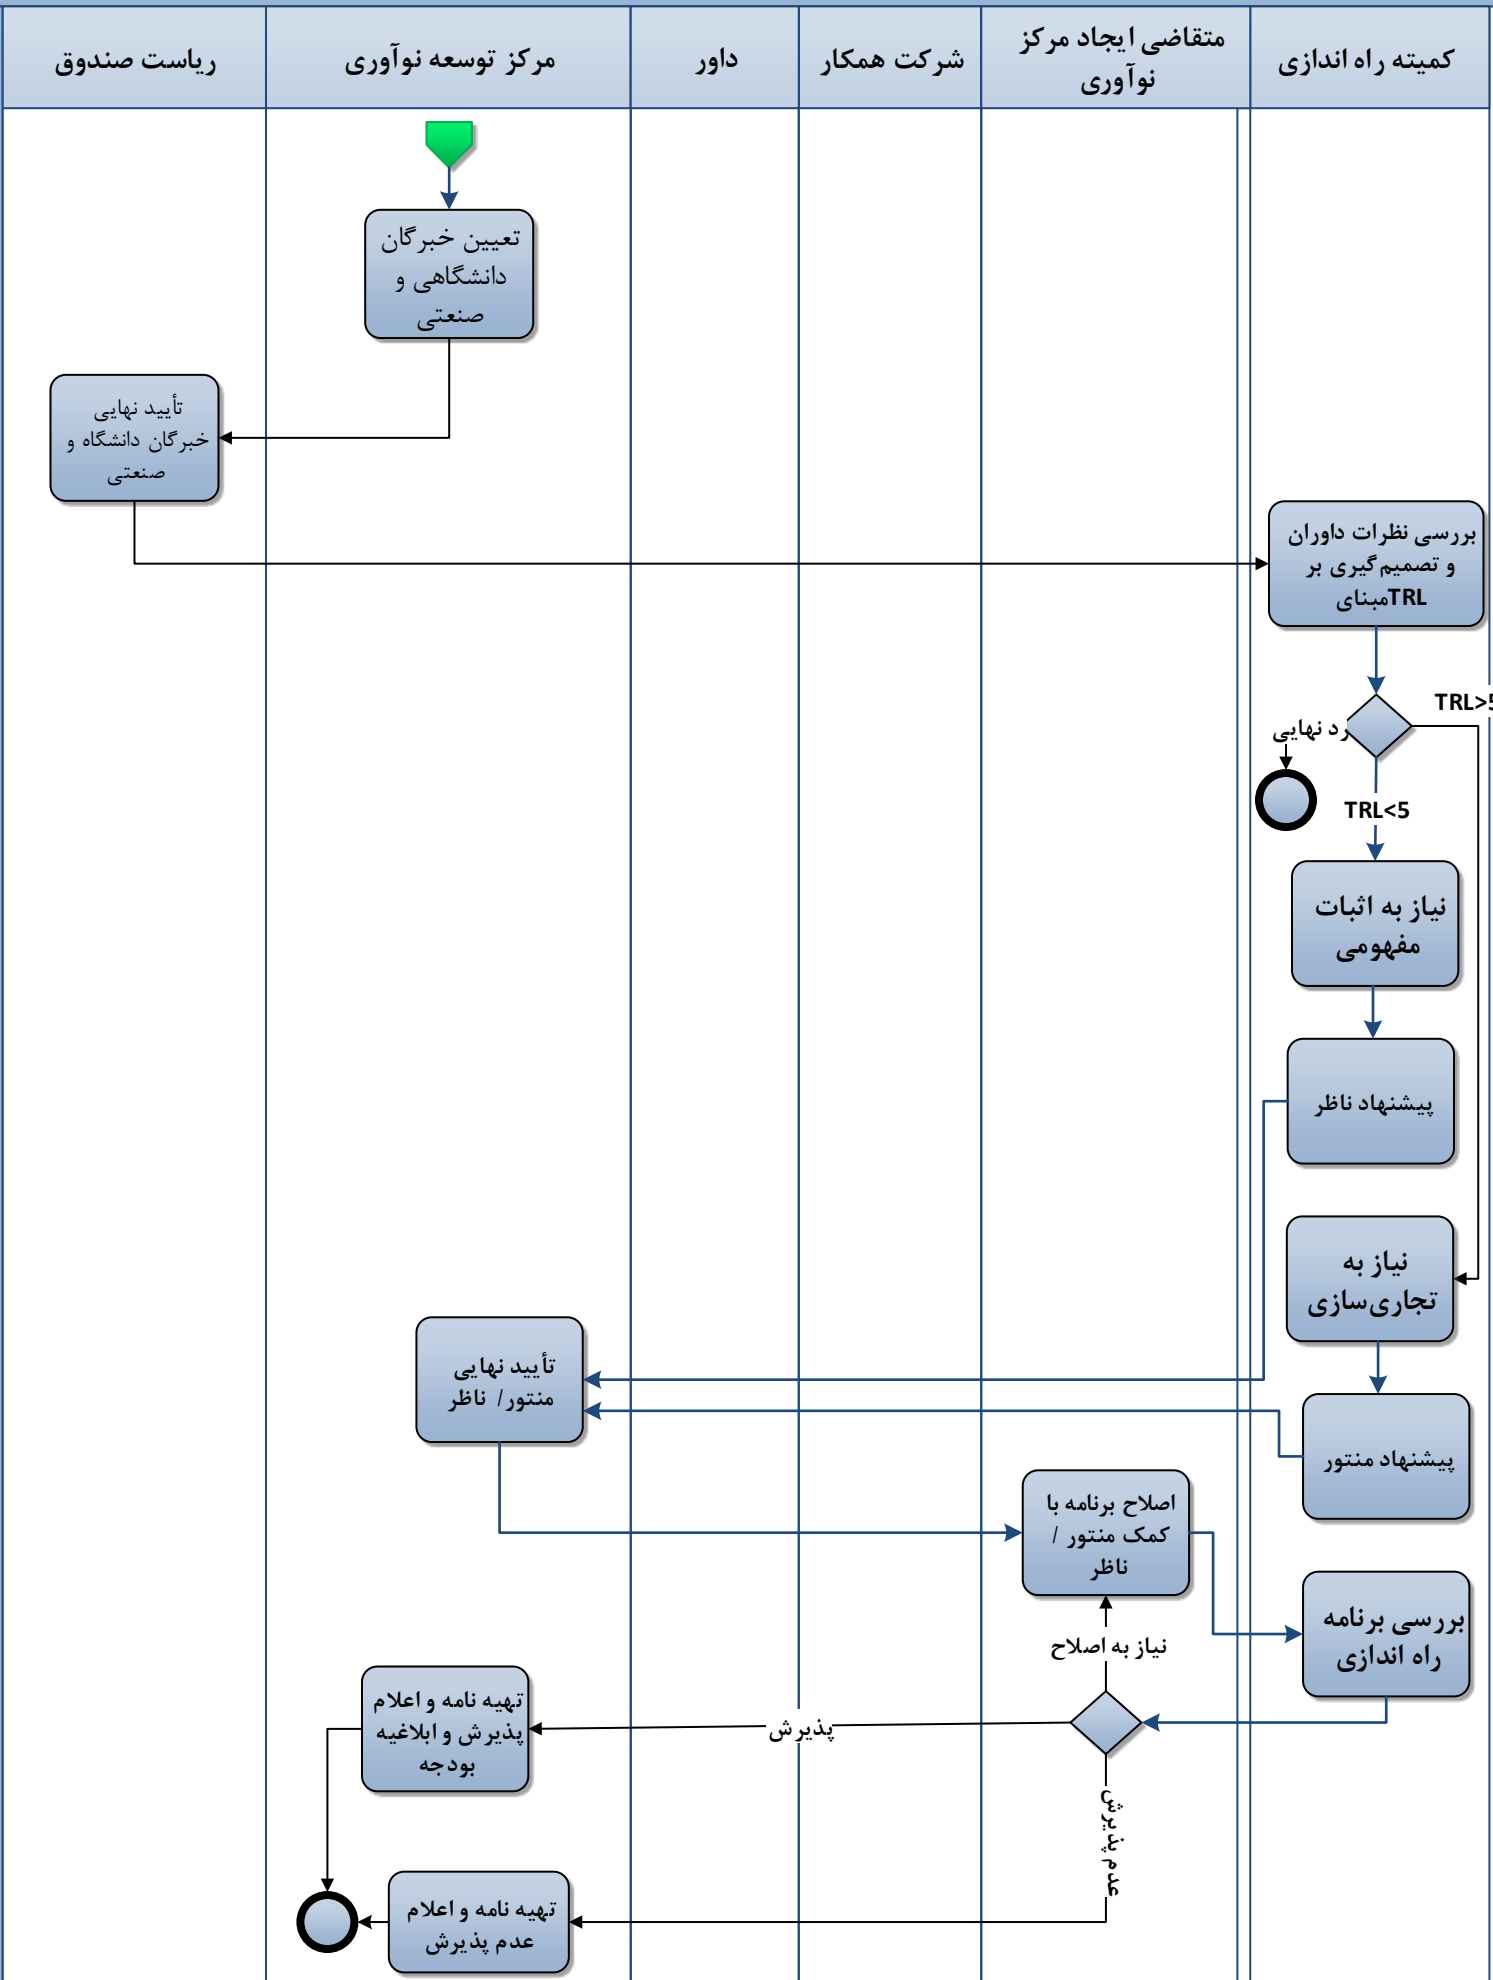 کمیته راه اندازی
متقاضی ایجاد مرکز
نوآوری
شرکت همکار
داور
مرکز توسعه نوآوری
ریاست صندوق
تعیین خبرگان
دانشگاهی و
صنعتی
تأیید نهایی
خبرگان دانشگاه و
صنعتی
بررسی نظرات داوران
و تصمیم‌گیری بر
TRLمبنای
TRL>5
رد نهایی
TRL<5
نیاز به اثبات
مفهومی
پیشنهاد ناظر
نیاز به
تجاری‌سازی
تأیید نهایی
منتور/ ناظر
پیشنهاد منتور
اصلاح برنامه با
کمک منتور /
ناظر
بررسی برنامه
راه اندازی
نیاز به اصلاح
تهیه نامه و اعلام
پذیرش و ابلاغیه
بودجه
پذیرش
عدم پذیرش
تهیه نامه و اعلام
عدم پذیرش